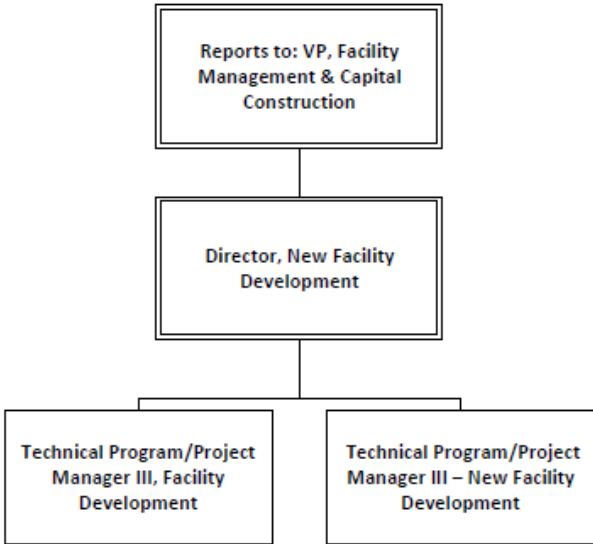 Reports to: VP, Facility
Management & Capital
Construction
Director, New Facility
Development
Technical Program/Project
Manager III, Facility
Development
Technical Program/Project
Manager III – New Facility
Development